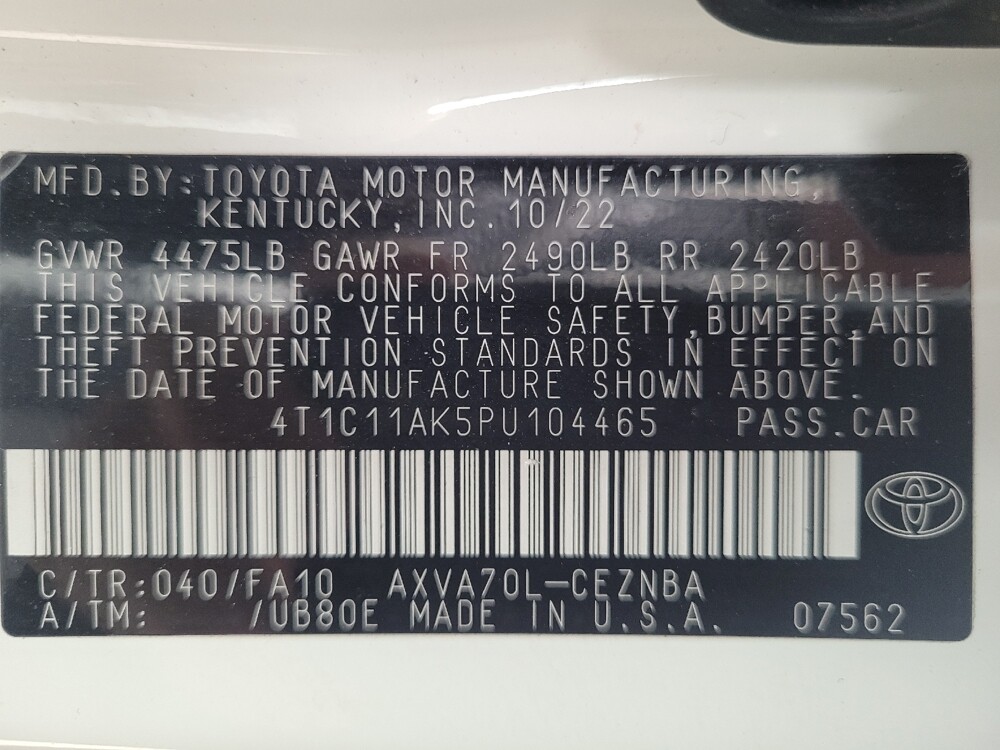 MFD.BY:TOYOTA MOTOR MANUFACTURING,
KENTUCKY, INC. 10/22
GVWR 4475LB GAWR FR 2490LB RR 2420LB
THIS VEHICLE CONFORMS TO ALL APPLICABLE
FEDERAL MOTOR VEHICLE SAFETY,BUMPER,AND
THEFT PREVENTION STANDARDS IN EFFECT ON
THE DATE OF MANUFACTURE SHOWN ABOVE.
4T1C11AK5PU104465 PASS.CAR
C/TR:040/FA10 AXVA70L-CEZNBA
A/TM: /UB80E MADE IN U.S.A. 07562